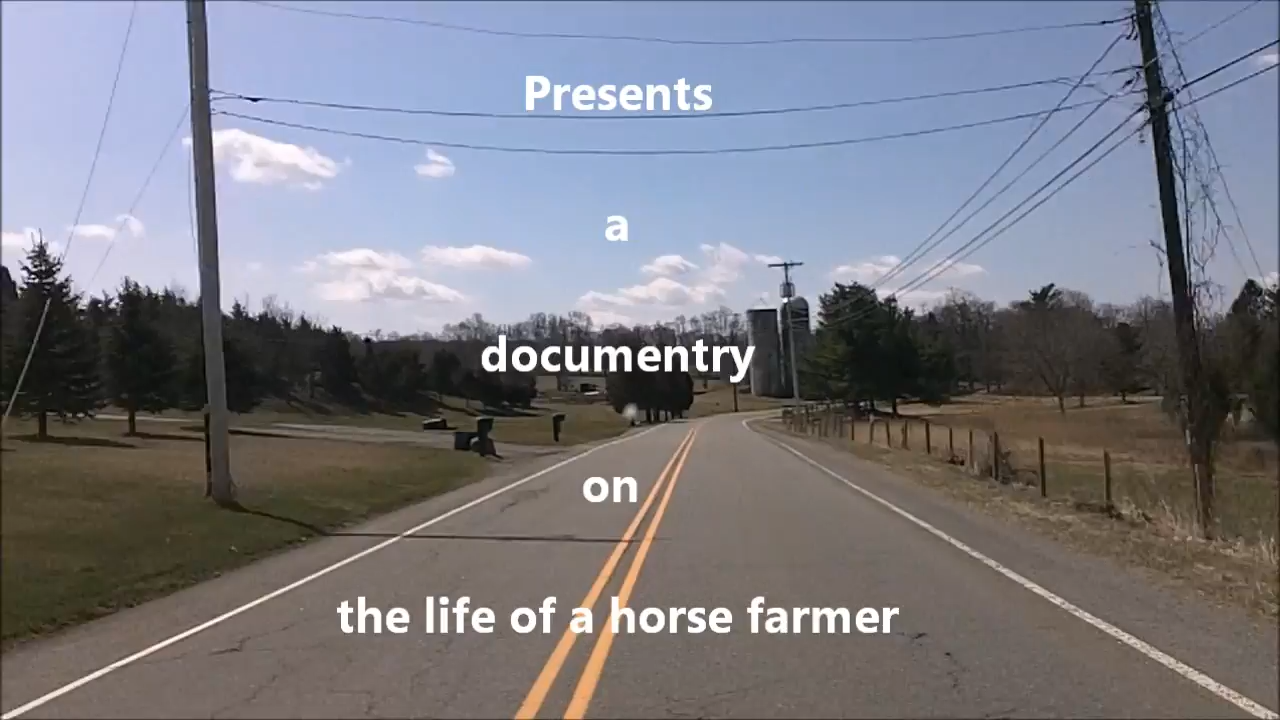 Presents
a
documentry
on
the life of a horse farmer